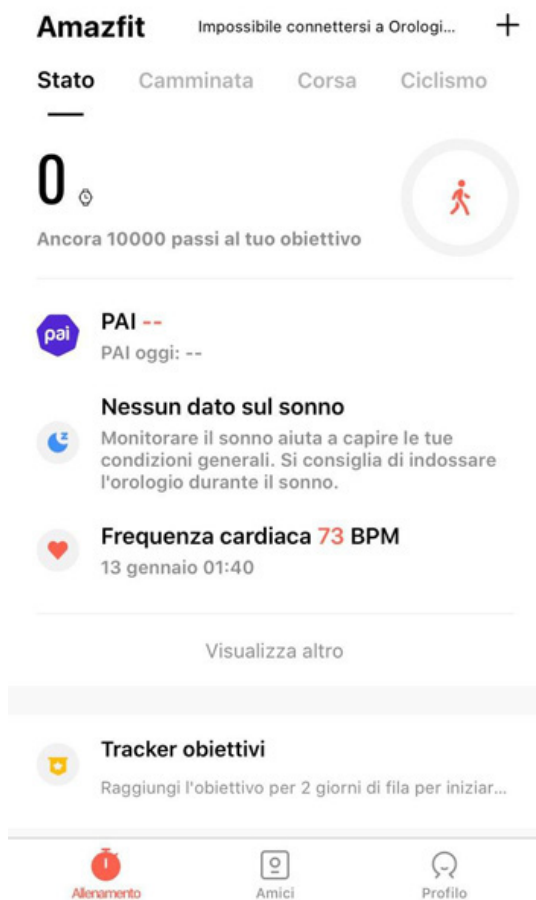 Amazfit
Impossibile connettersi a Orologi...
Stato Camminata Corsa Ciclismo
0
Ancora 10000 passi al tuo obiettivo
pai
PAI --
PAI oggi: --
z
Nessun dato sul sonno
Monitorare il sonno aiuta a capire le tue
condizioni generali. Si consiglia di indossare
l'orologio durante il sonno.
Frequenza cardiaca 73 BPM
13 gennaio 01:40
Visualizza altro
Tracker obiettivi
Raggiungi l'obiettivo per 2 giorni di fila per iniziar...
Allenamento Amici Profilo